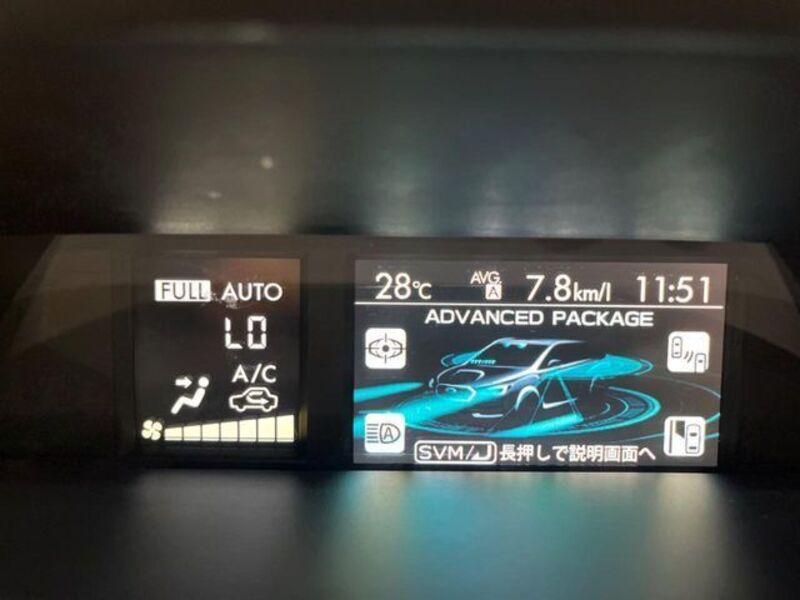 FULL AUTO
LO
A/C
28℃ AVG. A 7.8km/l 11:51
ADVANCED PACKAGE
A
SVM/ 長押しで説明画面へ